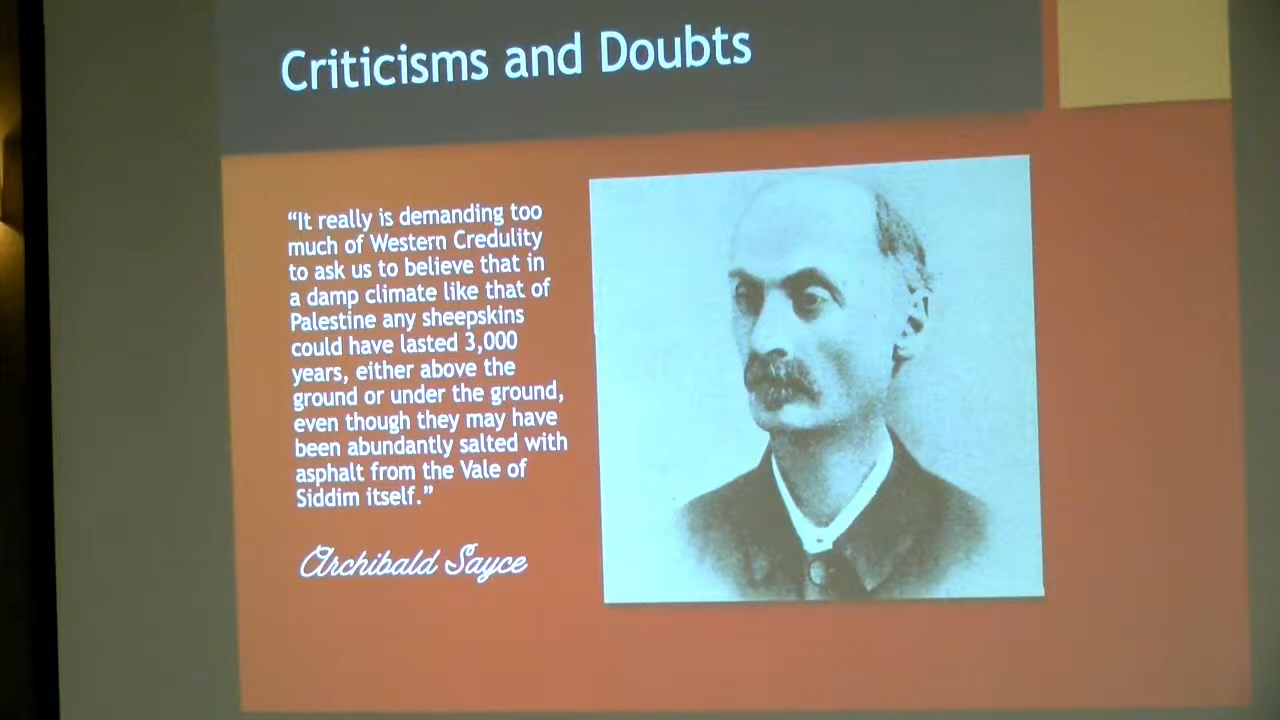 Criticisms and Doubts
“It really is demanding too
much of Western Credulity
to ask us to believe that in
a damp climate like that of
Palestine any sheepskins
could have lasted 3,000
years, either above the
ground or under the ground,
even though they may have
been abundantly salted with
asphalt from the Vale of
Siddim itself.”
Archibald Sayce